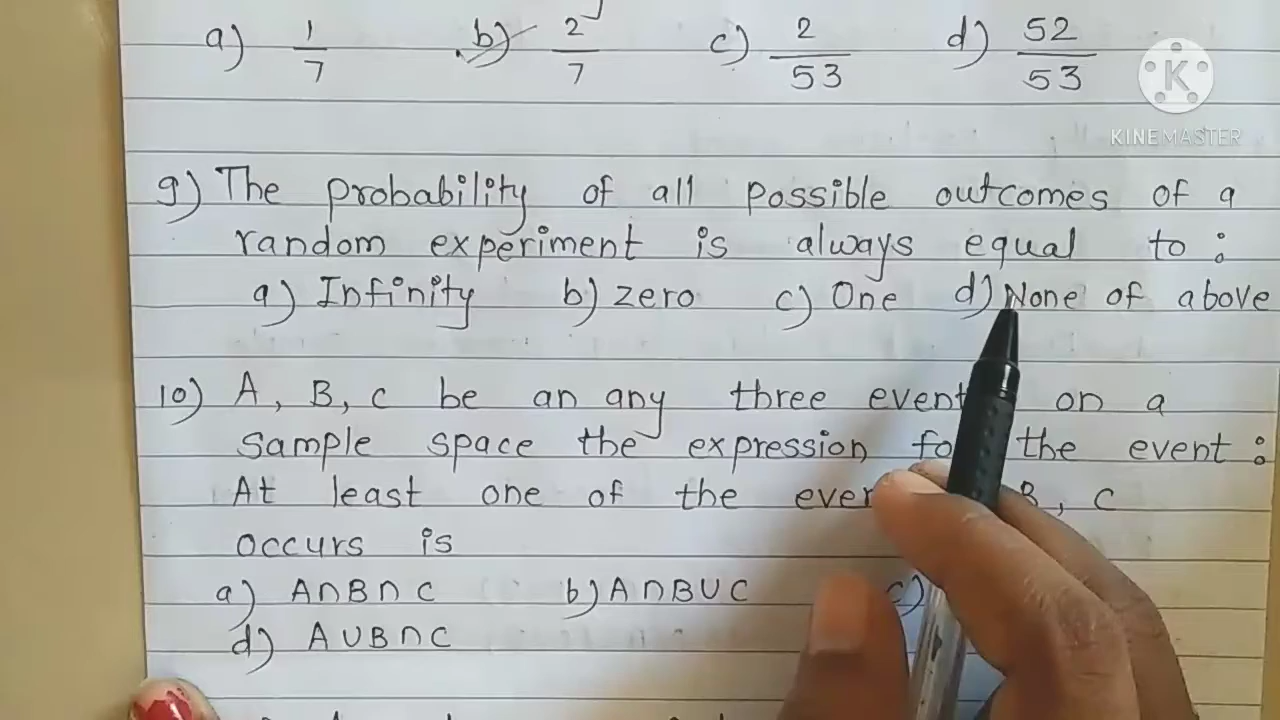 a) 1/7 b) 2/7 c) 2/53 d) 52/53
K
KINEMASTER
9) The probability of all possible outcomes of a
random experiment is always equal to :
a) Infinity b) zero c) One d) None of above
10) A, B, C be an any three event on a
sample space the expression the event :
At least one of the B, C
occurs is
a) A∩B∩C b) A∩B∪C c)
d) A∪B∩C